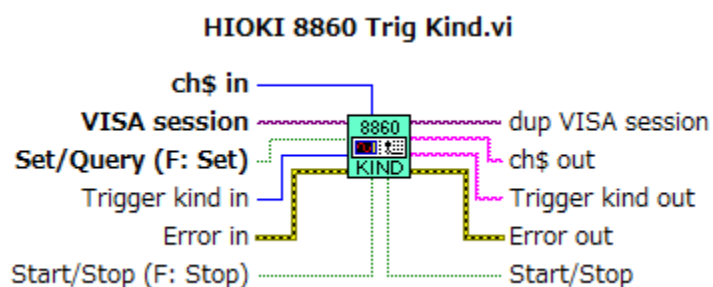 HIOKI 8860 Trig Kind.vi
ch$ in
VISA session
dup VISA session
8860
Set/Query (F: Set)
ch$ out
KIND
Trigger kind in
Trigger kind out
Error in
Error out
Start/Stop (F: Stop)
Start/Stop